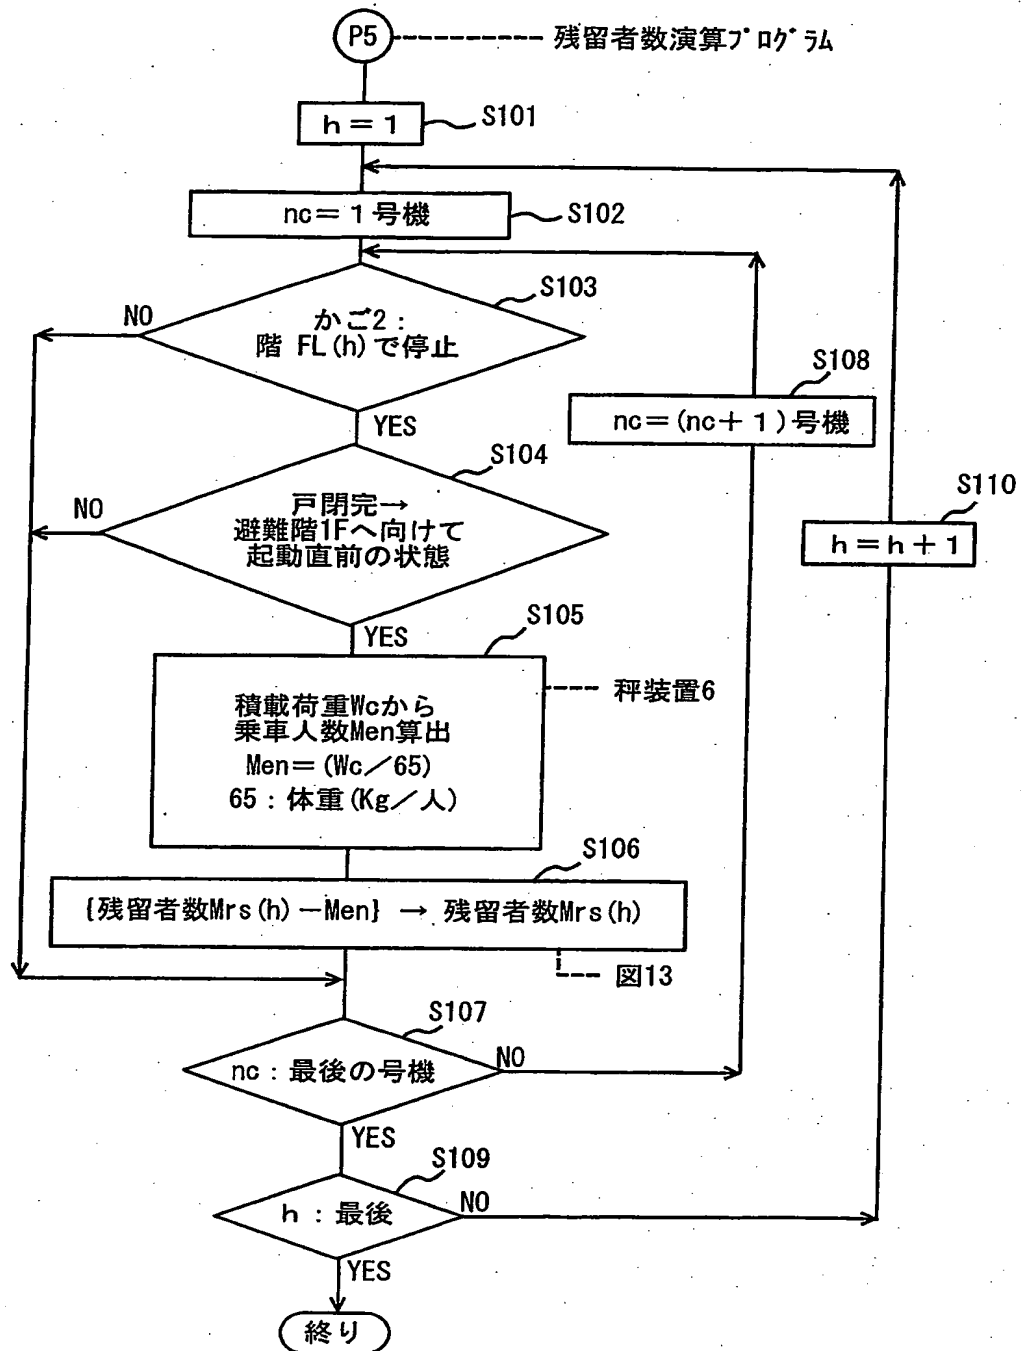 P5
残留者数演算ﾌﾟﾛｸﾞﾗﾑ
h＝1
S101
nc＝1号機
S102
S103
NO
かご2：
階 FL(h)で停止
YES
S108
nc＝(nc＋1)号機
S104
NO
戸閉完→
避難階1Fへ向けて
起動直前の状態
YES
S110
h＝h＋1
S105
秤装置6
積載荷重Wcから
乗車人数Men算出
Men＝(Wc／65)
65：体重(Kg／人)
S106
{残留者数Mrs(h)－Men} → 残留者数Mrs(h)
図13
S107
nc：最後の号機
NO
YES
S109
h：最後
NO
YES
終り